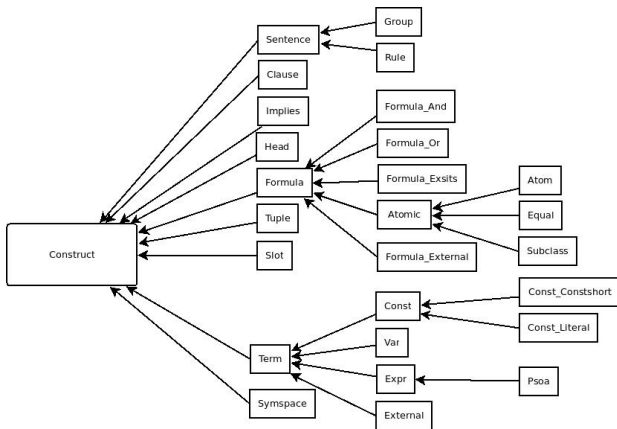 Construct
Sentence
Clause
Implies
Head
Formula
Tuple
Slot
Term
Symspace
Group
Rule
Formula_And
Formula_Or
Formula_Exsits
Atomic
Formula_External
Const
Var
Expr
External
Atom
Equal
Subclass
Const_Constshort
Const_Literal
Psoa